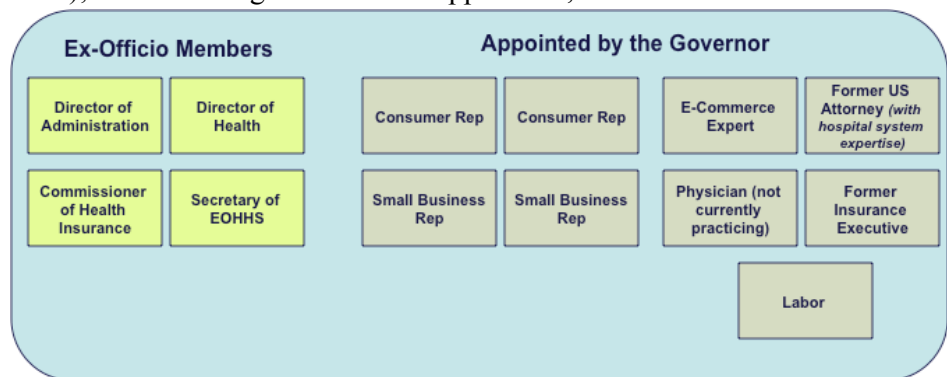 Ex-Officio Members
Appointed by the Governor
Director of
Administration
Director of
Health
Consumer Rep
Consumer Rep
E-Commerce
Expert
Former US
Attorney (with
hospital system
expertise)
Commissioner
of Health
Insurance
Secretary of
EOHHS
Small Business
Rep
Small Business
Rep
Physician (not
currently
practicing)
Former
Insurance
Executive
Labor